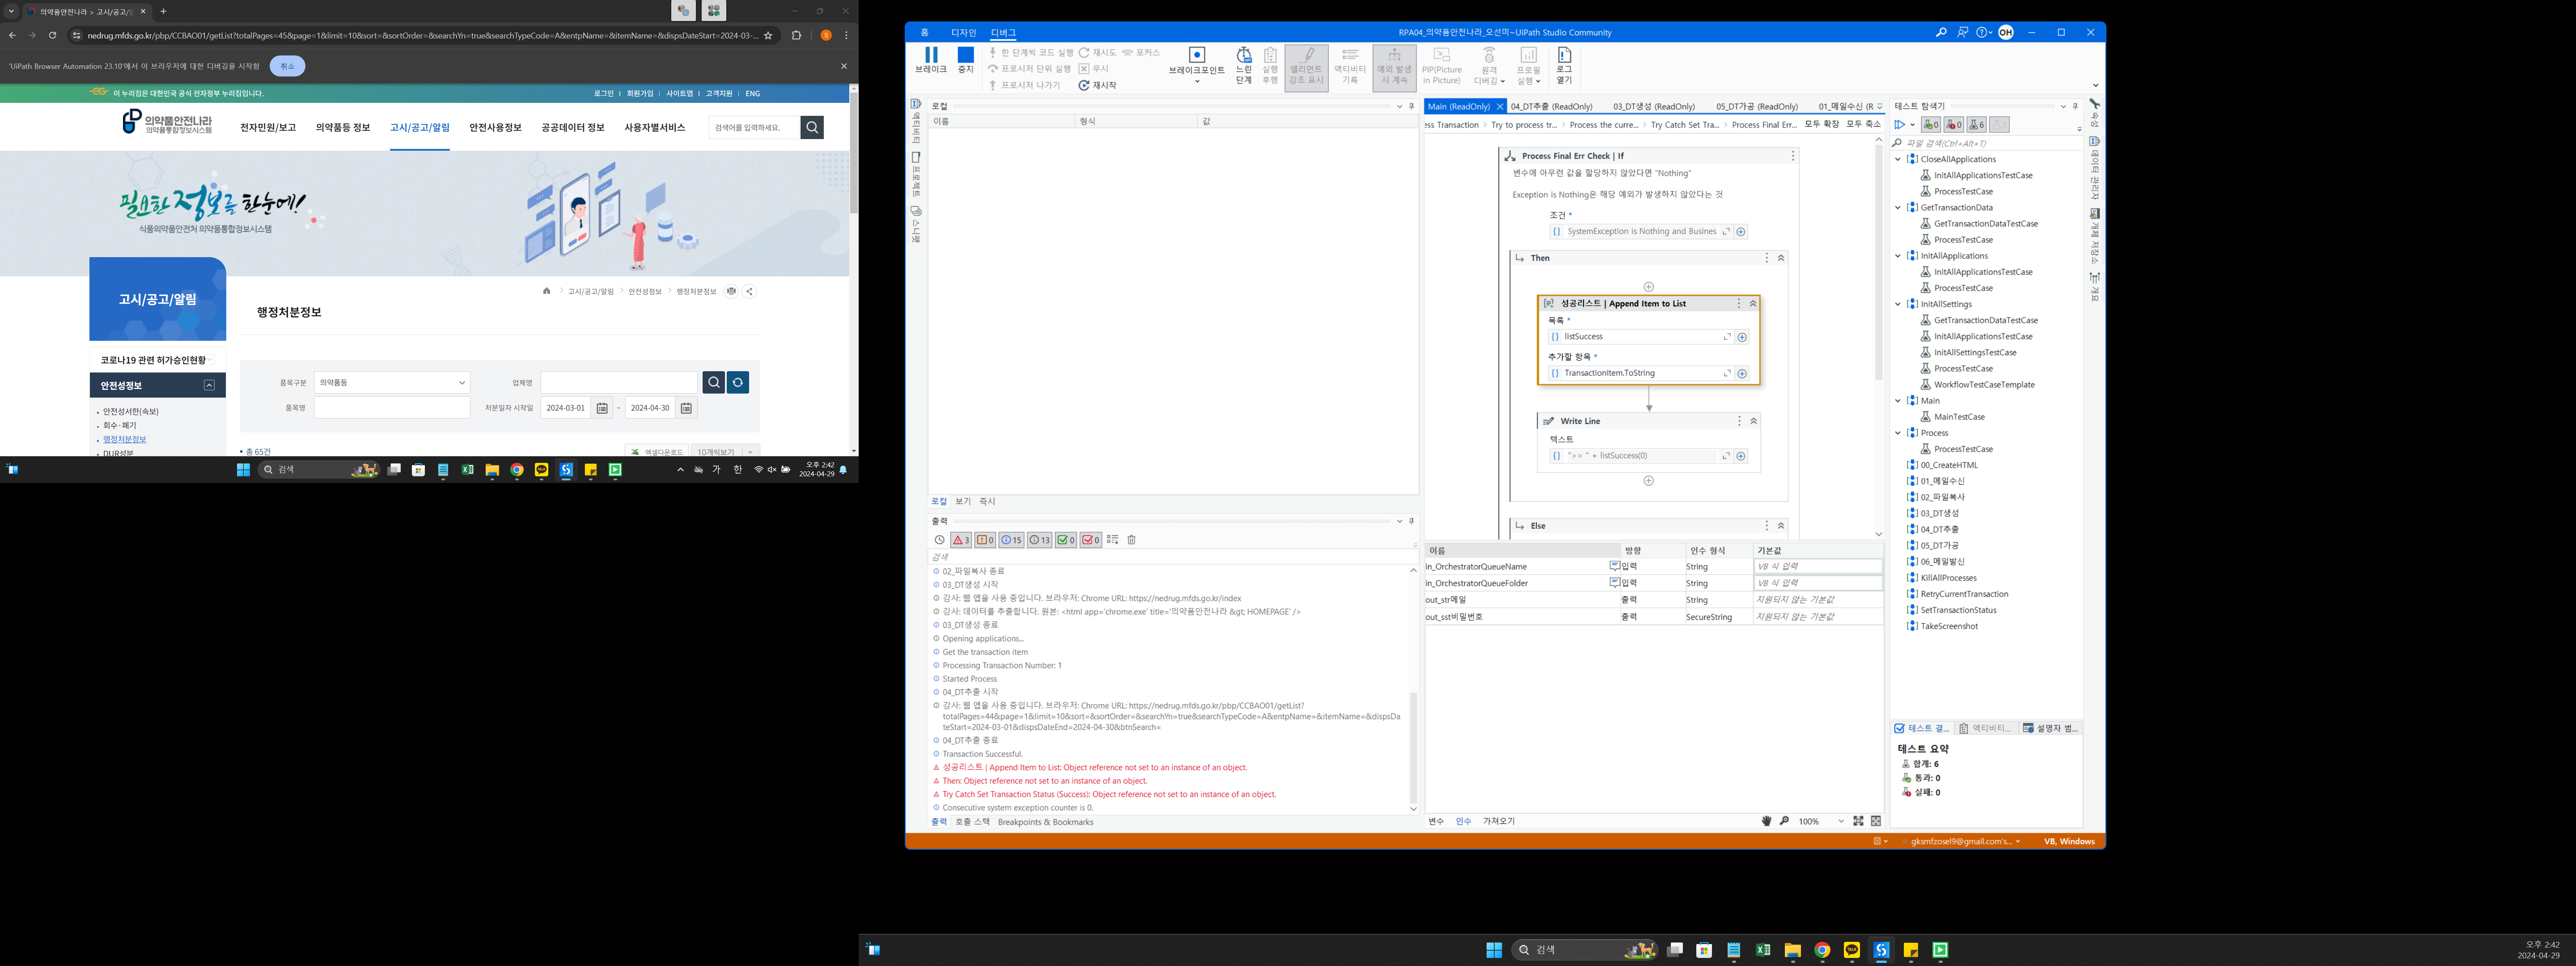 의약품안전나라 > 고시/공고/알
nedrug.mfds.go.kr/pbp/CCBAO01/getList?totalPages=45&page=1&limit=10&sort=&sortOrder=&searchYn=true&searchTypeCode=A&entpName=&itemName=&dispsDateStart=2024-03-...
'UiPath Browser Automation 23.10'에서 이 브라우저에 대한 디버깅을 시작함
취소
이 누리집은 대한민국 공식 전자정부 누리집입니다.
로그인 | 회원가입 | 사이트맵 | 고객지원 | ENG
의약품안전나라
의약품통합정보시스템
전자민원/보고 의약품등 정보 고시/공고/알림 안전사용정보 공공데이터 정보 사용자별서비스
검색어를 입력하세요.
필요한 정보를 한눈에!
식품의약품안전처 의약품통합정보시스템
고시/공고/알림
고시/공고/알림 > 안전성정보 > 행정처분정보
행정처분정보
코로나19 관련 허가승인현황
안전성정보
안전성서한(속보)
회수·폐기
행정처분정보
DUR성분
품목구분 의약품등 업체명
품목명 처분일자 시작일 2024-03-01 ~ 2024-04-30
총 65건
엑셀다운로드 10개씩보기
검색
가 한
오후 2:42
2024-04-29
홈 디자인 디버그
RPA04_의약품안전나라_오선미 - UiPath Studio Community
OH
브레이크 중지
한 단계씩 코드 실행 재시도 포커스
프로시저 단위 실행 무시
프로시저 나가기 재시작
브레이크포인트
느린 단계
실행 후행
엘리먼트 강조 표시
액티비티 기록
예외 발생 시 계속
PIP(Picture in Picture)
원격 디버깅
프로필 실행
로그 열기
액티비티
프로젝트
스니펫
로컬
이름 형식 값
로컬 보기 즉시
출력
3 0 15 13 0 0
검색
02_파일복사 종료
03_DT생성 시작
감사: 웹 앱을 사용 중입니다. 브라우저: Chrome URL: https://nedrug.mfds.go.kr/index
감사: 데이터를 추출합니다. 원본: <html app='chrome.exe' title='의약품안전나라 &gt; HOMEPAGE' />
03_DT생성 종료
Opening applications...
Get the transaction item
Processing Transaction Number: 1
Started Process
04_DT추출 시작
감사: 웹 앱을 사용 중입니다. 브라우저: Chrome URL: https://nedrug.mfds.go.kr/pbp/CCBAO01/getList?
totalPages=44&page=1&limit=10&sort=&sortOrder=&searchYn=true&searchTypeCode=A&entpName=&itemName=&dispsDa
teStart=2024-03-01&dispsDateEnd=2024-04-30&btnSearch=
04_DT추출 종료
Transaction Successful.
성공리스트 | Append Item to List: Object reference not set to an instance of an object.
Then: Object reference not set to an instance of an object.
Try Catch Set Transaction Status (Success): Object reference not set to an instance of an object.
Consecutive system exception counter is 0.
출력 호출 스택 Breakpoints & Bookmarks
Main (ReadOnly) 04_DT추출 (ReadOnly) 03_DT생성 (ReadOnly) 05_DT가공 (ReadOnly) 01_메일수신 (R
ess Transaction > Try to process tr... > Process the curre... > Try Catch Set Tra... > Process Final Err... 모두 확장 모두 축소
Process Final Err Check | If
변수에 아무런 값을 할당하지 않았다면 "Nothing"
Exception is Nothing은 해당 예외가 발생하지 않았다는 것
조건 *
SystemException is Nothing and Busines
Then
성공리스트 | Append Item to List
목록 *
listSuccess
추가할 항목 *
TransactionItem.ToString
Write Line
텍스트
">> " + listSuccess(0)
Else
이름 방향 인수 형식 기본값
in_OrchestratorQueueName 입력 String VB 식 입력
in_OrchestratorQueueFolder 입력 String VB 식 입력
out_str메일 출력 String 지원되지 않는 기본값
out_sst비밀번호 출력 SecureString 지원되지 않는 기본값
변수 인수 가져오기
100%
테스트 탐색기
0 0 6
파일 검색(Ctrl+Alt+T)
CloseAllApplications
InitAllApplicationsTestCase
ProcessTestCase
GetTransactionData
GetTransactionDataTestCase
ProcessTestCase
InitAllApplications
InitAllApplicationsTestCase
ProcessTestCase
InitAllSettings
GetTransactionDataTestCase
InitAllApplicationsTestCase
InitAllSettingsTestCase
ProcessTestCase
WorkflowTestCaseTemplate
Main
MainTestCase
Process
ProcessTestCase
00_CreateHTML
01_메일수신
02_파일복사
03_DT생성
04_DT추출
05_DT가공
06_메일발신
KillAllProcesses
RetryCurrentTransaction
SetTransactionStatus
TakeScreenshot
테스트 결... 액티비티... 설명자 범...
테스트 요약
합계: 6
통과: 0
실패: 0
속성
데이터 관리자
개체 저장소
개요
gksmfzosel9@gmail.com's...
VB, Windows
검색
오후 2:42
2024-04-29